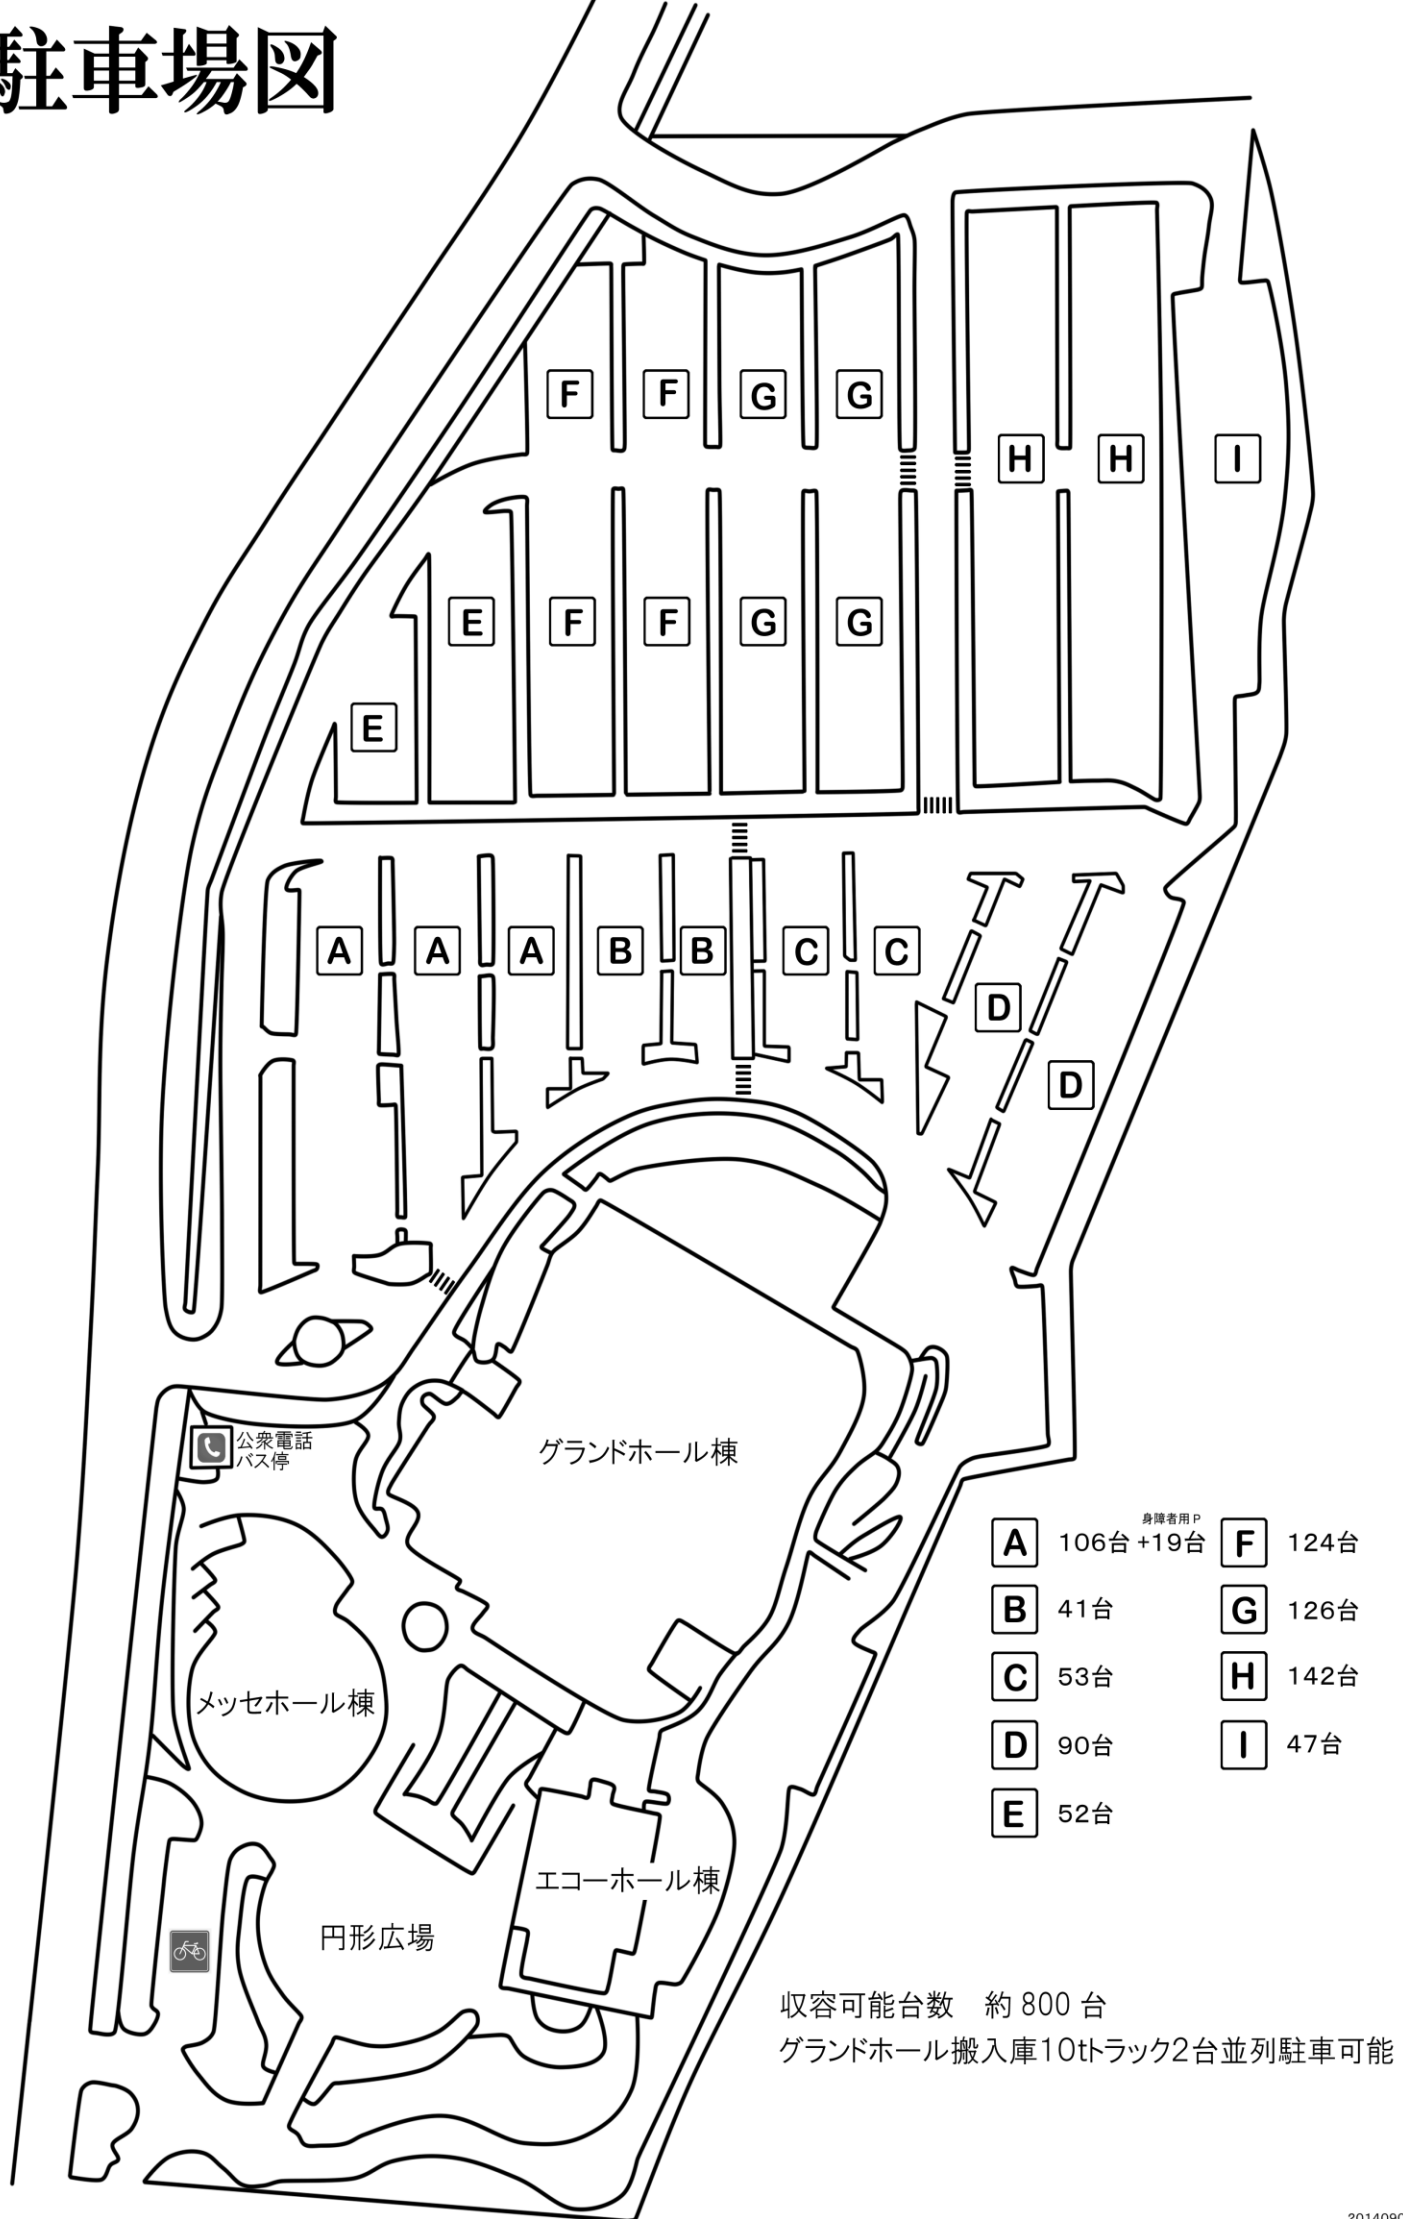 駐車場図
F F G G
H H I
E F F G G
E
A A A B B C C
D
D
公衆電話
バス停
グランドホール棟
身障者用P
A 106台 +19台 F 124台
B 41台 G 126台
C 53台 H 142台
D 90台 I 47台
E 52台
メッセホール棟
エコーホール棟
円形広場
収容可能台数 約 800 台
グランドホール搬入庫10tトラック2台並列駐車可能
201409